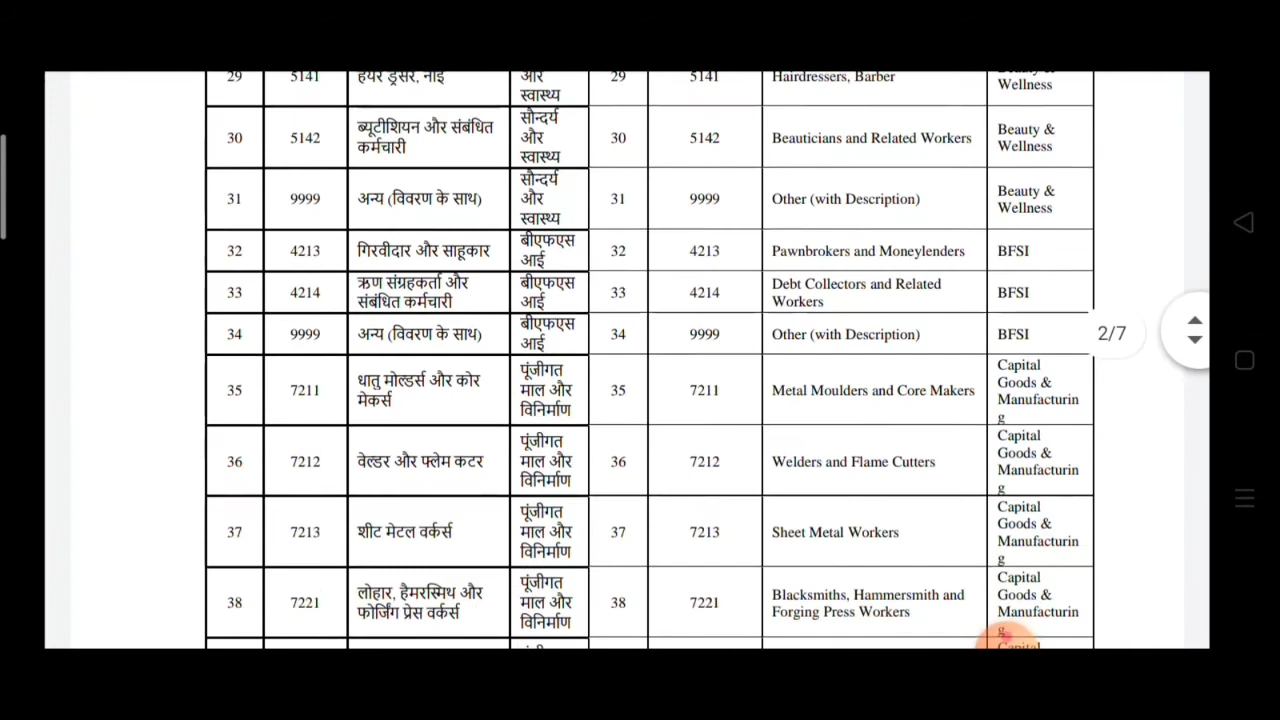 29 5141 हेयर ड्रेसर, नाई और स्वास्थ्य 29 5141 Hairdressers, Barber Beauty & Wellness
30 5142 ब्यूटीशियन और संबंधित कर्मचारी सौन्दर्य और स्वास्थ्य 30 5142 Beauticians and Related Workers Beauty & Wellness
31 9999 अन्य (विवरण के साथ) सौन्दर्य और स्वास्थ्य 31 9999 Other (with Description) Beauty & Wellness
32 4213 गिरवीदार और साहूकार बीएफएस आई 32 4213 Pawnbrokers and Moneylenders BFSI
33 4214 ऋण संग्रहकर्ता और संबंधित कर्मचारी बीएफएस आई 33 4214 Debt Collectors and Related Workers BFSI
34 9999 अन्य (विवरण के साथ) बीएफएस आई 34 9999 Other (with Description) BFSI
2/7
35 7211 धातु मोल्डर्स और कोर मेकर्स पूंजीगत माल और विनिर्माण 35 7211 Metal Moulders and Core Makers Capital Goods & Manufacturin g
36 7212 वेल्डर और फ्लेम कटर पूंजीगत माल और विनिर्माण 36 7212 Welders and Flame Cutters Capital Goods & Manufacturin g
37 7213 शीट मेटल वर्कर्स पूंजीगत माल और विनिर्माण 37 7213 Sheet Metal Workers Capital Goods & Manufacturin g
38 7221 लोहार, हैमरस्मिथ और फोर्जिंग प्रेस वर्कर्स पूंजीगत माल और विनिर्माण 38 7221 Blacksmiths, Hammersmith and Forging Press Workers Capital Goods & Manufacturin g
Capital